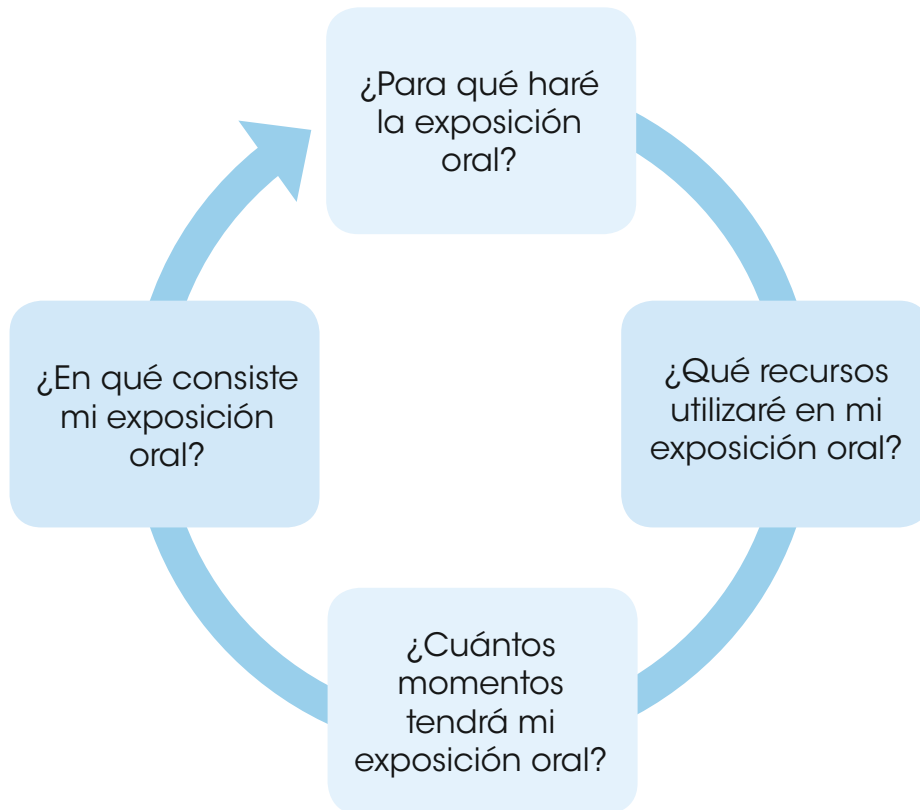 ¿Para qué haré
la exposición
oral?
¿Qué recursos
utilizaré en mi
exposición oral?
¿Cuántos
momentos
tendrá mi
exposición oral?
¿En qué consiste
mi exposición
oral?